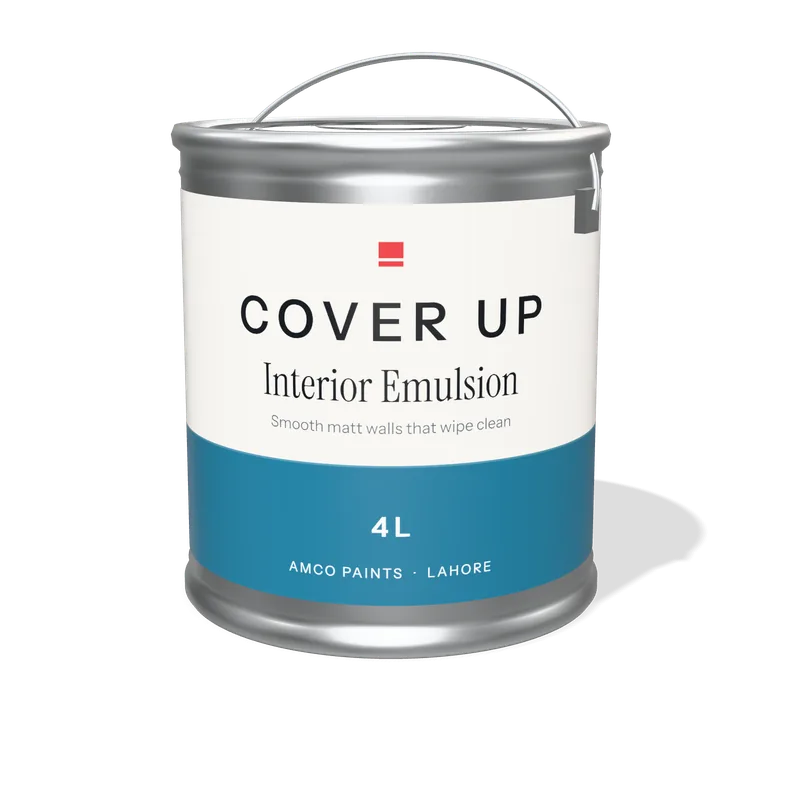 COVER UP
Interior Emulsion
Smooth matt walls that wipe clean
4L
AMCO PAINTS · LAHORE